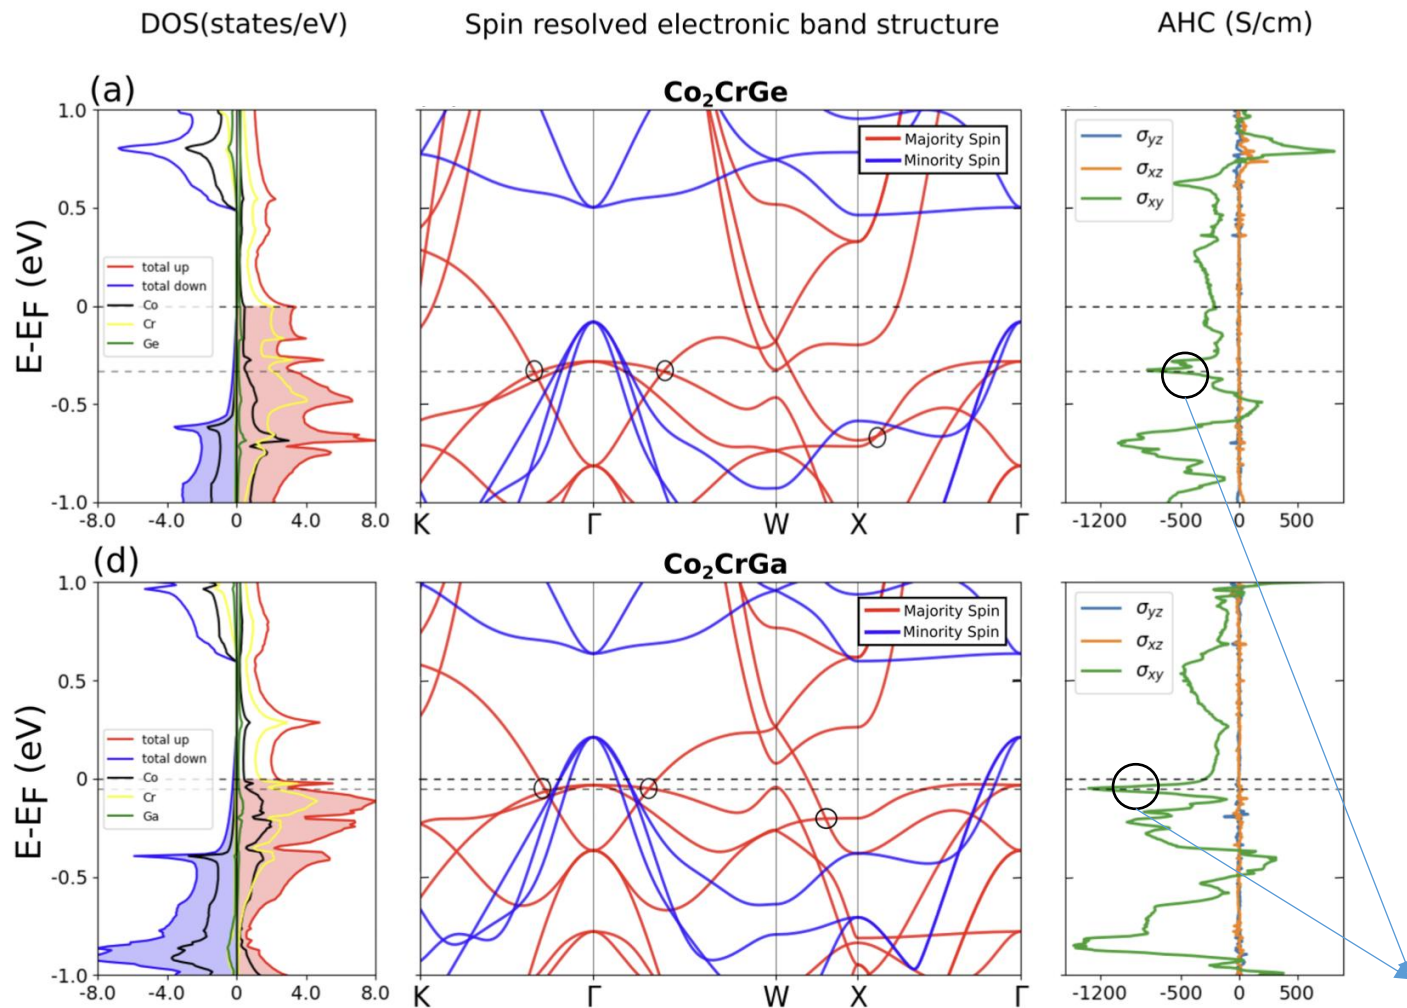 DOS(states/eV) Spin resolved electronic band structure AHC (S/cm)
(a) Co₂CrGe
E-EF (eV)
1.0
0.5
0
-0.5
-1.0
total up
total down
Co
Cr
Ge
-8.0 -4.0 0 4.0 8.0
Majority Spin
Minority Spin
K Γ W X Γ
σyz
σxz
σxy
-1200 -500 0 500
(d) Co₂CrGa
E-EF (eV)
1.0
0.5
0
-0.5
-1.0
total up
total down
Co
Cr
Ga
-8.0 -4.0 0 4.0 8.0
Majority Spin
Minority Spin
K Γ W X Γ
σyz
σxz
σxy
-1200 -500 0 500